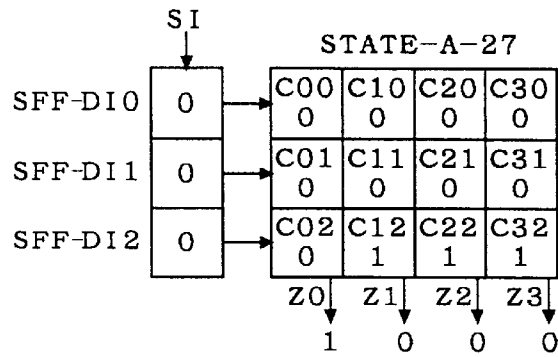 SI
STATE-A-27
SFF-DI0 0 C00 C10 C20 C30
0 0 0 0
SFF-DI1 0 C01 C11 C21 C31
0 0 0 0
SFF-DI2 0 C02 C12 C22 C32
0 1 1 1
Z0 Z1 Z2 Z3
1 0 0 0